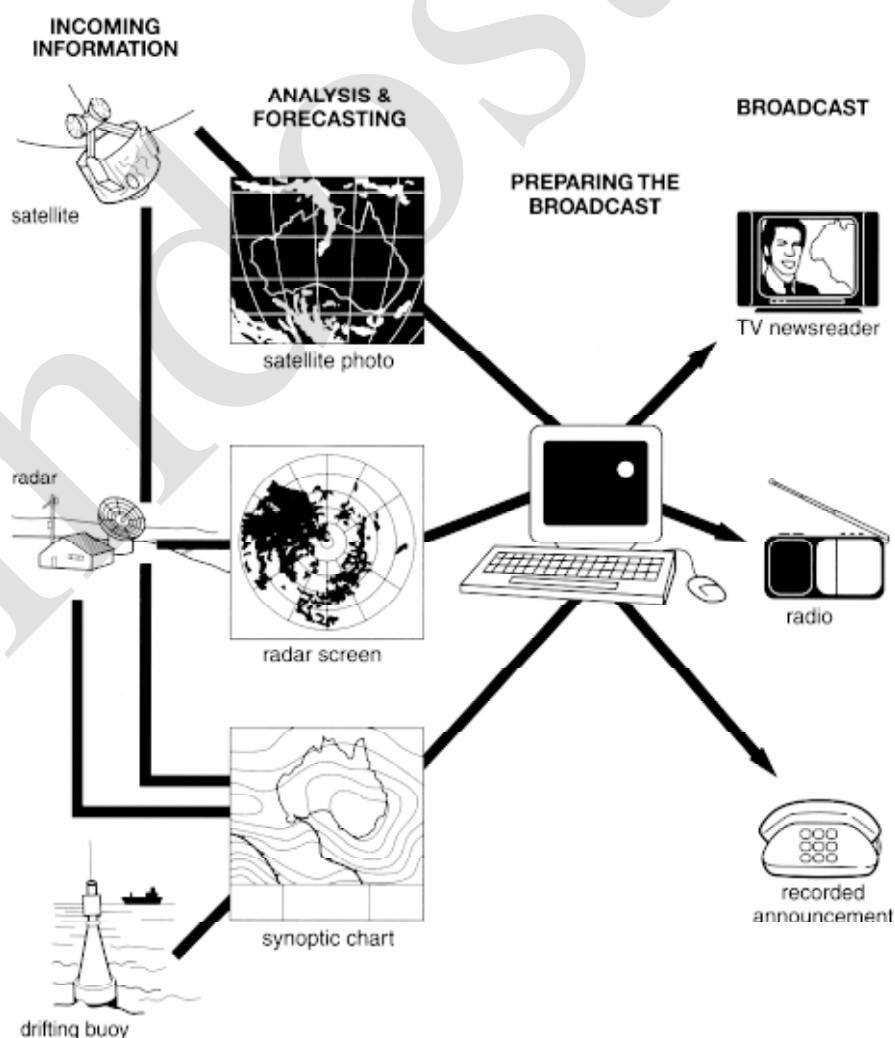 INCOMING
INFORMATION
ANALYSIS &
FORECASTING
PREPARING THE
BROADCAST
BROADCAST
satellite
satellite photo
TV newsreader
radar
radar screen
radio
synoptic chart
recorded
announcement
drifting buoy